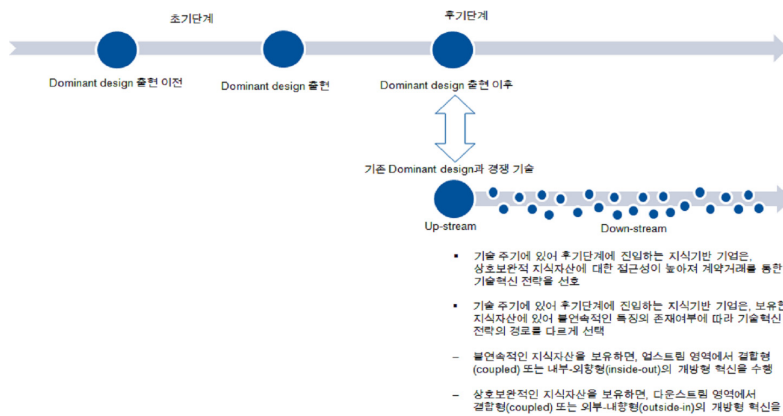 초기단계
후기단계
Dominant design 출현 이전
Dominant design 출현
Dominant design 출현 이후
기존 Dominant design과 경쟁 기술
Up-stream
Down-stream
▪ 기술 주기에 있어 후기단계에 진입하는 지식기반 기업은,
상호보완적 지식자산에 대한 접근성이 높아져 계약거래를 통한
기술혁신 전략을 선호
▪ 기술 주기에 있어 후기단계에 진입하는 지식기반 기업은, 보유한
지식자산에 있어 불연속적인 특징의 존재여부에 따라 기술혁신
전략의 경로를 다르게 선택
– 불연속적인 지식자산을 보유하면, 업스트림 영역에서 결합형
(coupled) 또는 내부-외향형(inside-out)의 개방형 혁신을 수행
– 상호보완적인 지식자산을 보유하면, 다운스트림 영역에서
결합형(coupled) 또는 외부-내향형(outside-in)의 개방형 혁신을